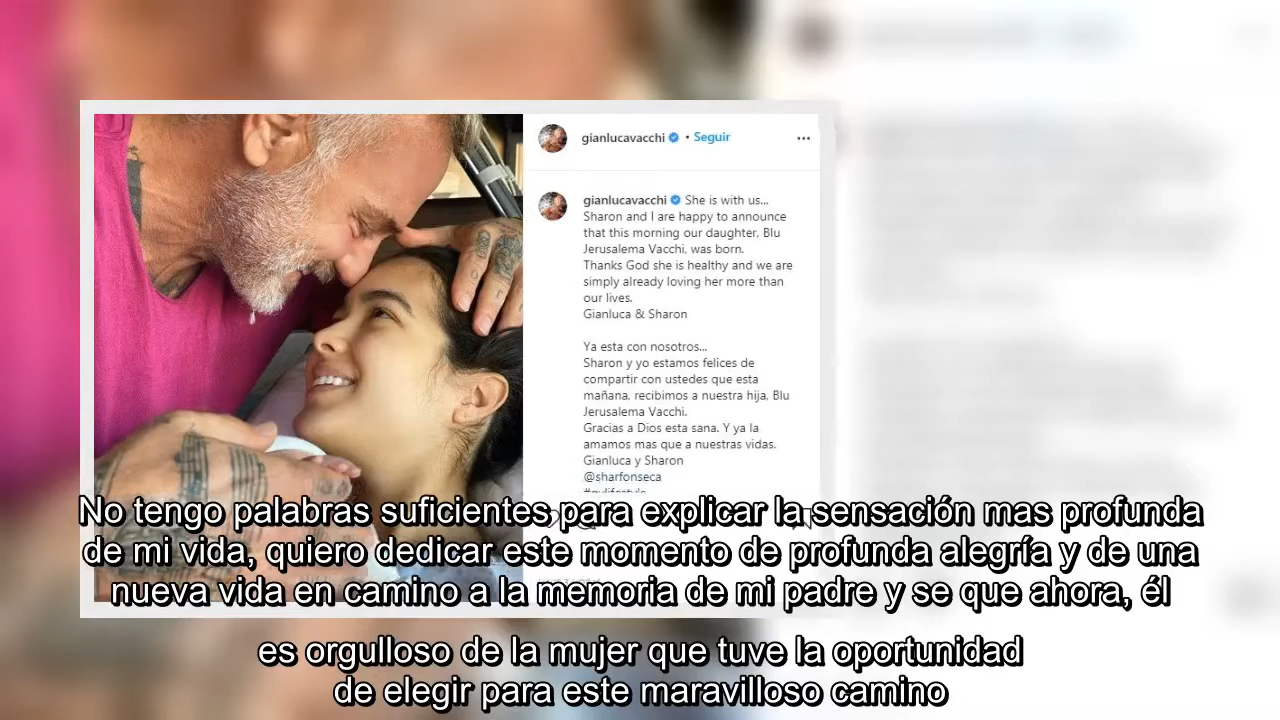 gianlucavacchi • Seguir
gianlucavacchi She is with us...
Sharon and I are happy to announce
that this morning our daughter, Blu
Jerusalema Vacchi, was born.
Thanks God she is healthy and we are
simply already loving her more than
our lives.
Gianluca & Sharon
Ya esta con nosotros...
Sharon y yo estamos felices de
compartir con ustedes que esta
mañana, recibimos a nuestra hija, Blu
Jerusalema Vacchi.
Gracias a Dios esta sana. Y ya la
amamos mas que a nuestras vidas.
Gianluca y Sharon
@sharfonseca
No tengo palabras suficientes para explicar la sensación mas profunda
de mi vida, quiero dedicar este momento de profunda alegría y de una
nueva vida en camino a la memoria de mi padre y se que ahora, él
es orgulloso de la mujer que tuve la oportunidad
de elegir para este maravilloso camino